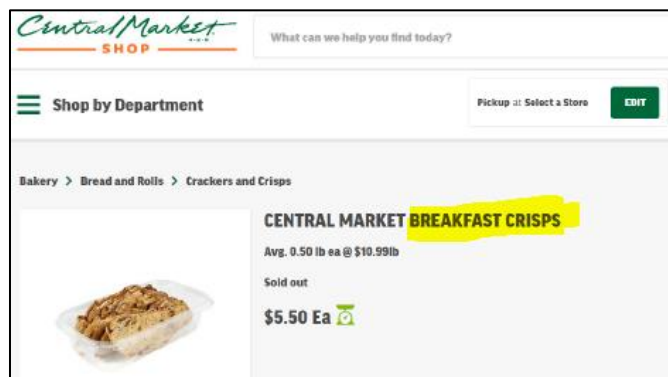 Central Market
SHOP
What can we help you find today?
Shop by Department
Pickup at Select a Store
EDIT
Bakery > Bread and Rolls > Crackers and Crisps
CENTRAL MARKET BREAKFAST CRISPS
Avg. 0.50 lb ea @ $10.99lb
Sold out
$5.50 Ea